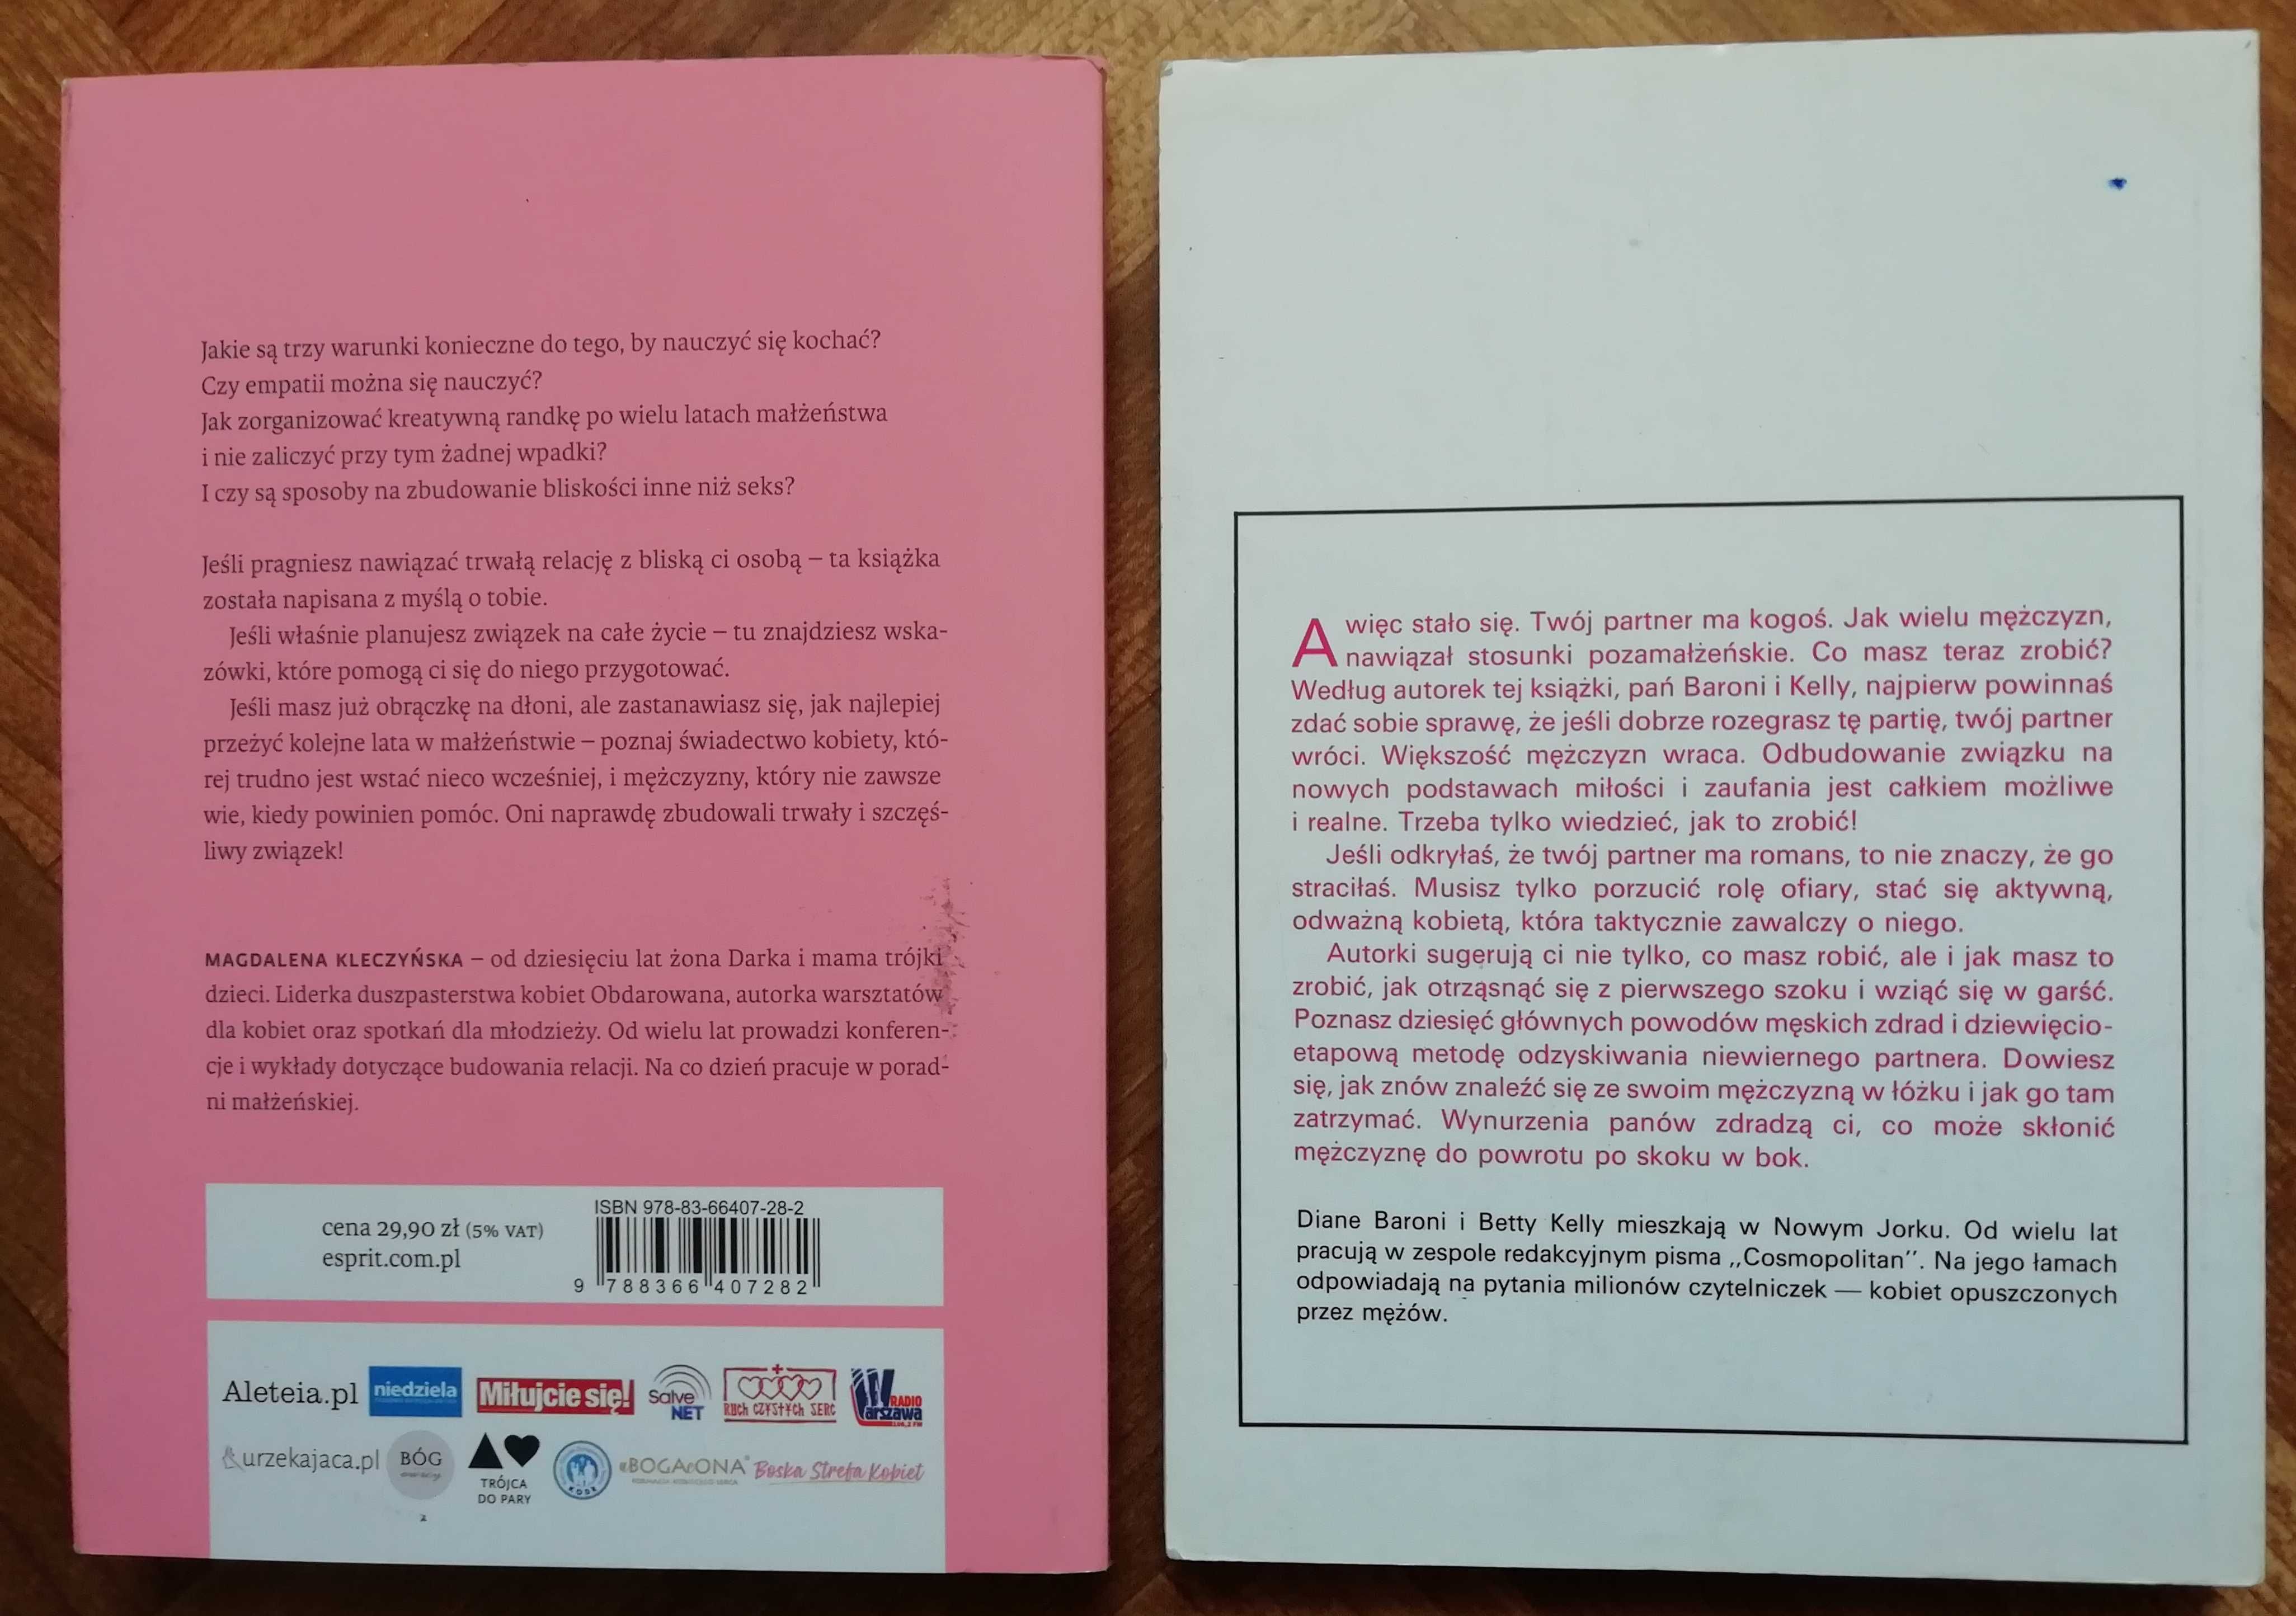 Jakie są trzy warunki konieczne do tego, by nauczyć się kochać?
Czy empatii można się nauczyć?
Jak zorganizować kreatywną randkę po wielu latach małżeństwa
i nie zaliczyć przy tym żadnej wpadki?
I czy są sposoby na zbudowanie bliskości inne niż seks?
Jeśli pragniesz nawiązać trwałą relację z bliską ci osobą – ta książka
została napisana z myślą o tobie.
Jeśli właśnie planujesz związek na całe życie – tu znajdziesz wska-
zówki, które pomogą ci się do niego przygotować.
Jeśli masz już obrączkę na dłoni, ale zastanawiasz się, jak najlepiej
przeżyć kolejne lata w małżeństwie – poznaj świadectwo kobiety, któ-
rej trudno jest wstać nieco wcześniej, i mężczyzny, który nie zawsze
wie, kiedy powinien pomóc. Oni naprawdę zbudowali trwały i szczęś-
liwy związek!
MAGDALENA KLECZYŃSKA – od dziesięciu lat żona Darka i mama trójki
dzieci. Liderka duszpasterstwa kobiet Obdarowana, autorka warsztatów
dla kobiet oraz spotkań dla młodzieży. Od wielu lat prowadzi konferen-
cje i wykłady dotyczące budowania relacji. Na co dzień pracuje w porad-
ni małżeńskiej.
cena 29,90 zł (5% VAT)
esprit.com.pl
ISBN 978-83-66407-28-2
9 788366 407282
Aleteia.pl
niedziela
Miłujcie się!
Salve
NET
RUCH CZYSTYCH SERC
RADIO
Warszawa
urzekajaca.pl
BÓG
TRÓJCA
DO PARY
BOGAcONA
Boska Strefa Kobiet
A więc stało się. Twój partner ma kogoś. Jak wielu mężczyzn,
nawiązał stosunki pozamałżeńskie. Co masz teraz zrobić?
Według autorek tej książki, pań Baroni i Kelly, najpierw powinnaś
zdać sobie sprawę, że jeśli dobrze rozegrasz tę partię, twój partner
wróci. Większość mężczyzn wraca. Odbudowanie związku na
nowych podstawach miłości i zaufania jest całkiem możliwe
i realne. Trzeba tylko wiedzieć, jak to zrobić!
Jeśli odkryłaś, że twój partner ma romans, to nie znaczy, że go
straciłaś. Musisz tylko porzucić rolę ofiary, stać się aktywną,
odważną kobietą, która taktycznie zawalczy o niego.
Autorki sugerują ci nie tylko, co masz robić, ale i jak masz to
zrobić, jak otrząsnąć się z pierwszego szoku i wziąć się w garść.
Poznasz dziesięć głównych powodów męskich zdrad i dziewięcio-
etapową metodę odzyskiwania niewiernego partnera. Dowiesz
się, jak znów znaleźć się ze swoim mężczyzną w łóżku i jak go tam
zatrzymać. Wynurzenia panów zdradzą ci, co może skłonić
mężczyznę do powrotu po skoku w bok.
Diane Baroni i Betty Kelly mieszkają w Nowym Jorku. Od wielu lat
pracują w zespole redakcyjnym pisma „Cosmopolitan”. Na jego łamach
odpowiadają na pytania milionów czytelniczek — kobiet opuszczonych
przez mężów.